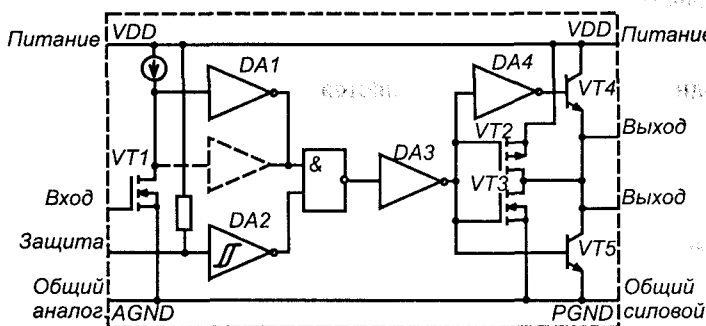 Питание
VDD
DA1
DA4
VDD
Питание
VT4
VT2
Выход
VT1
&
DA3
VT3
Вход
DA2
Выход
Защита
VT5
Общий
аналог.
AGND
PGND
Общий
силовой